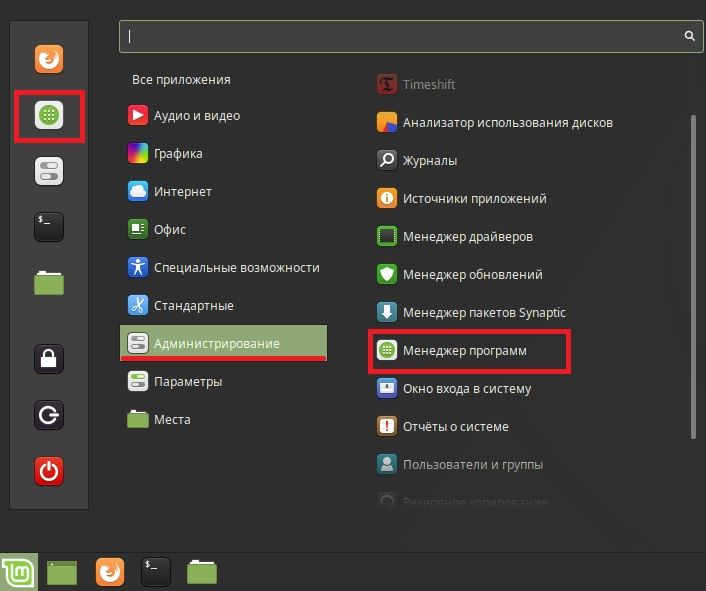 Все приложения
Аудио и видео
Графика
Интернет
Офис
Специальные возможности
Стандартные
Администрирование
Параметры
Места
Timeshift
Анализатор использования дисков
Журналы
Источники приложений
Менеджер драйверов
Менеджер обновлений
Менеджер пакетов Synaptic
Менеджер программ
Окно входа в систему
Отчёты о системе
Пользователи и группы
Резервное копирование